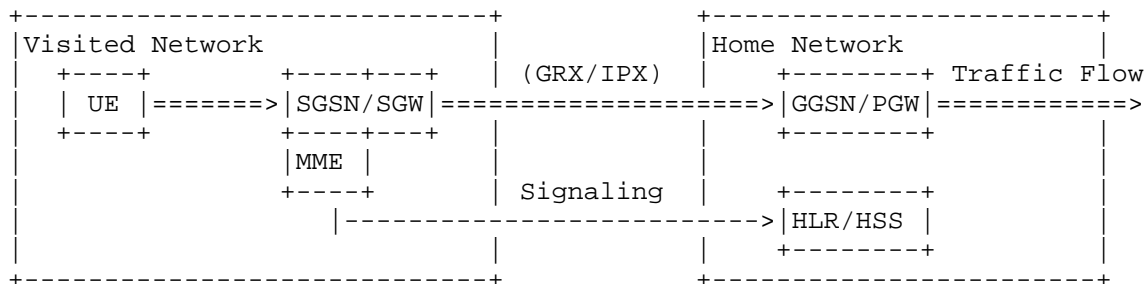 Visited Network Home Network
(GRX/IPX) Traffic Flow
UE SGSN/SGW GGSN/PGW
MME
Signaling
HLR/HSS